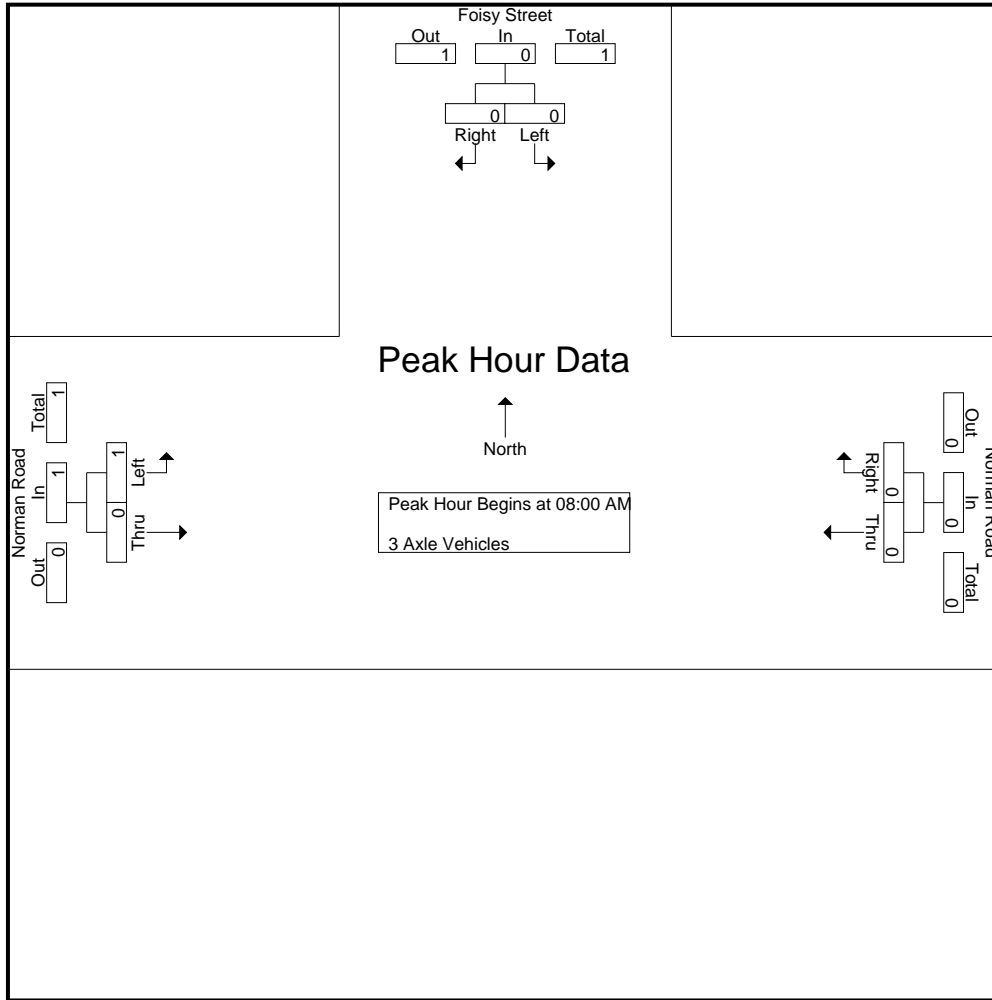 Foisy Street
Out In Total
1 0 1
0 0
Right Left
Peak Hour Data
North
Peak Hour Begins at 08:00 AM
3 Axle Vehicles
Norman Road
Out In Total
0 1 1
Thru Left
0 1
Norman Road
Out In Total
0 0 0
Right Thru
0 0